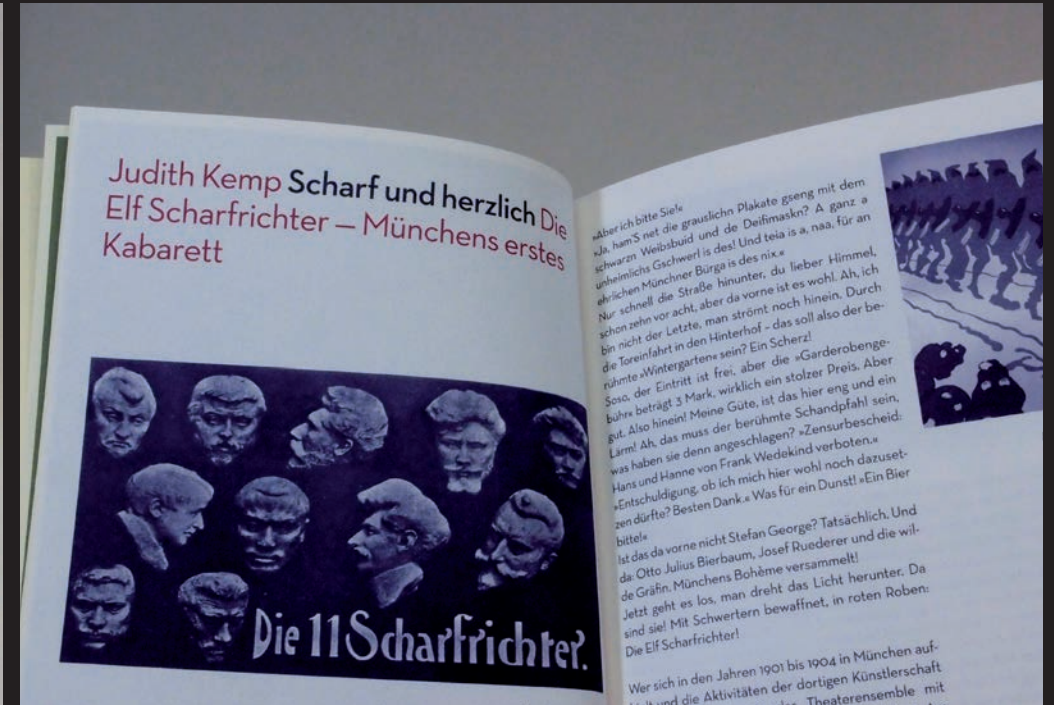 Judith Kemp Scharf und herzlich Die
Elf Scharfrichter – Münchens erstes
Kabarett
Die 11 Scharfrichter.
»Aber ich bitte Sie!«
»Ja, ham'S net die grauslichn Plakate gseng mit dem
schwarzn Weibsbuid und de Deifimaskn? A ganz a
unheimlichs Gschwerl is des! Und teia is a, naa, für an
ehrlichen Münchner Bürga is des nix.«
Nur schnell die Straße hinunter, du lieber Himmel,
schon zehn vor acht, aber da vorne ist es wohl. Ah, ich
bin nicht der Letzte, man strömt noch hinein. Durch
die Toreinfahrt in den Hinterhof – das soll also der be-
rühmte »Wintergarten« sein? Ein Scherz!
Soso, der Eintritt ist frei, aber die »Garderobenge-
bühr« beträgt 3 Mark, wirklich ein stolzer Preis. Aber
gut. Also hinein! Meine Güte, ist das hier eng und ein
Lärm! Ah, das muss der berühmte Schandpfahl sein,
was haben sie denn angeschlagen? »Zensurbescheid:
Hans und Hanne von Frank Wedekind verboten.«
»Entschuldigung, ob ich mich hier wohl noch dazuset-
zen dürfte? Besten Dank.« Was für ein Dunst! »Ein Bier
bitte!«
Ist das da vorne nicht Stefan George? Tatsächlich. Und
da: Otto Julius Bierbaum, Josef Ruederer und die wil-
de Gräfin. Münchens Bohème versammelt!
Jetzt geht es los, man dreht das Licht herunter. Da
sind sie! Mit Schwertern bewaffnet, in roten Roben:
Die Elf Scharfrichter!
Wer sich in den Jahren 1901 bis 1904 in München auf-
hielt und die Aktivitäten der dortigen Künstlerschaft
Theaterensemble mit